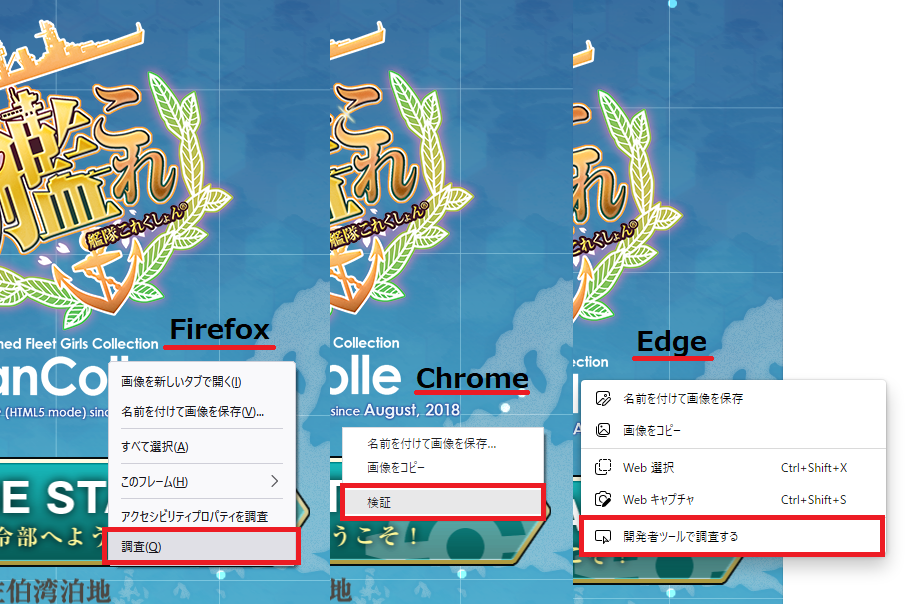 艦これ
艦隊これくしょん
ned Fleet Girls Collection
anColle
(HTML5 mode) sinc
E STA
令部へよう
佐伯湾泊地
Firefox
画像を新しいタブで開く(I)
名前を付けて画像を保存(V)...
すべて選択(A)
このフレーム(H)
アクセシビリティプロパティを調査
調査(Q)
これ
艦隊これくしょん
Collection
olle
since August, 2018
うこそ！
地
Chrome
名前を付けて画像を保存...
画像をコピー
検証
れ
これくしょん
ection
Edge
名前を付けて画像を保存
画像をコピー
Web 選択 Ctrl+Shift+X
Web キャプチャ Ctrl+Shift+S
開発者ツールで調査する